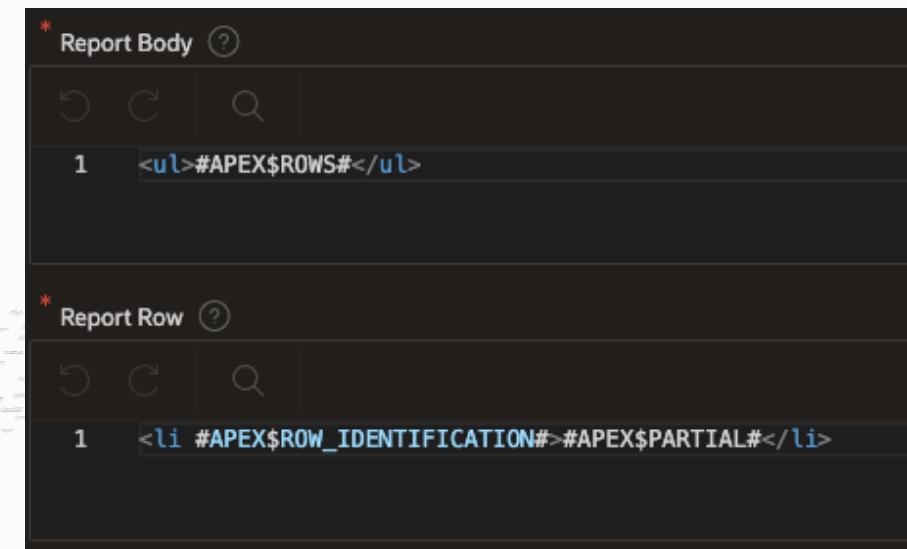 * Report Body ?
1 <ul>#APEX$ROWS#</ul>
* Report Row ?
1 <li #APEX$ROW_IDENTIFICATION#>#APEX$PARTIAL#</li>